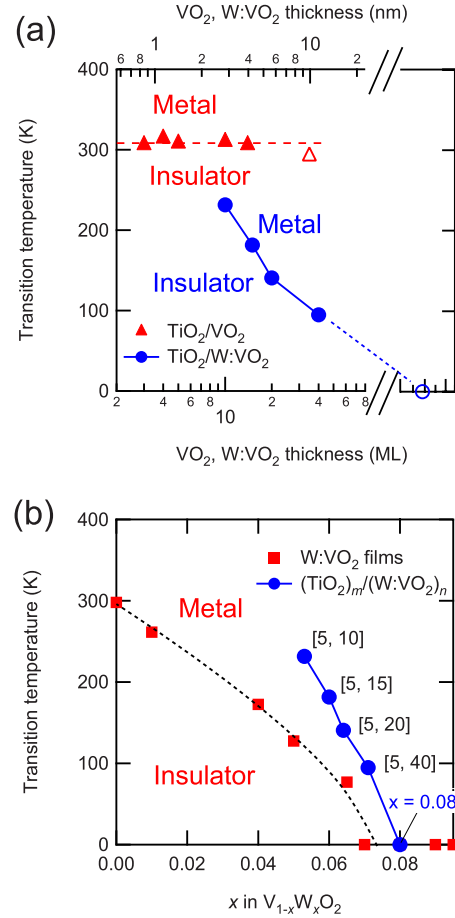 (a)
VO₂, W:VO₂ thickness (nm)
6 8 1 2 4 6 8 10 2
400
300
200
100
0
Transition temperature (K)
Metal
Insulator
Metal
Insulator
TiO₂/VO₂
TiO₂/W:VO₂
2 4 6 8 10 2 4 6 8
VO₂, W:VO₂ thickness (ML)
(b)
400
300
200
100
0
Transition temperature (K)
W:VO₂ films
(TiO₂)ₘ/(W:VO₂)ₙ
Metal
[5, 10]
[5, 15]
[5, 20]
[5, 40]
Insulator
x = 0.08
0.00 0.02 0.04 0.06 0.08
x in V₁₋ₓWₓO₂